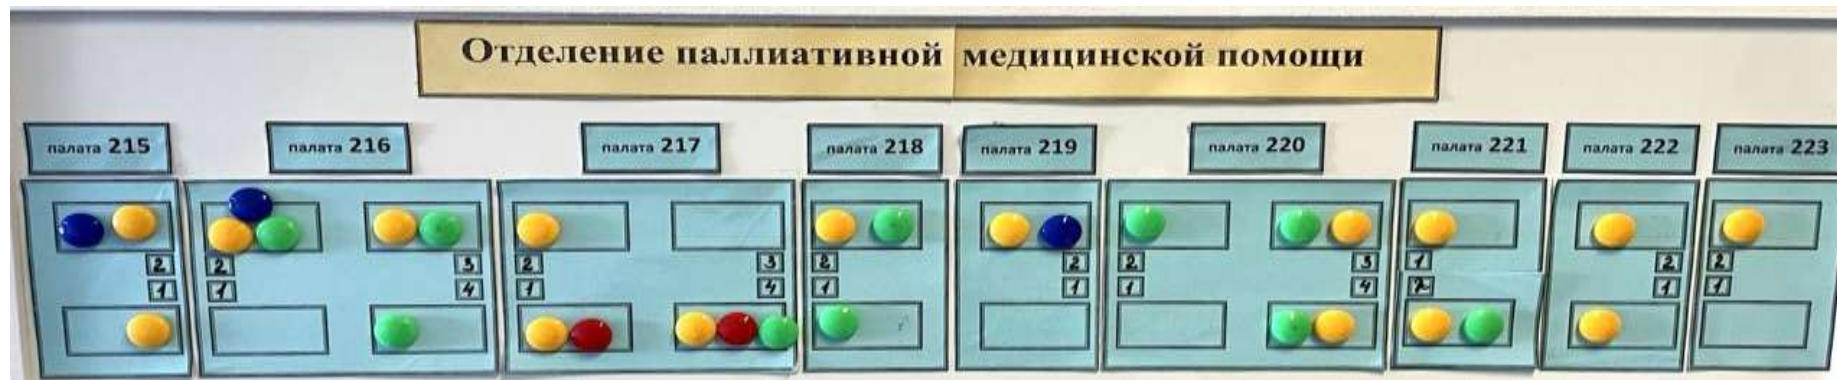 Отделение паллиативной медицинской помощи
палата 215
палата 216
палата 217
палата 218
палата 219
палата 220
палата 221
палата 222
палата 223
2
1
2
1
3
4
2
1
3
4
2
1
2
1
2
1
3
4
1
2
2
1
2
1